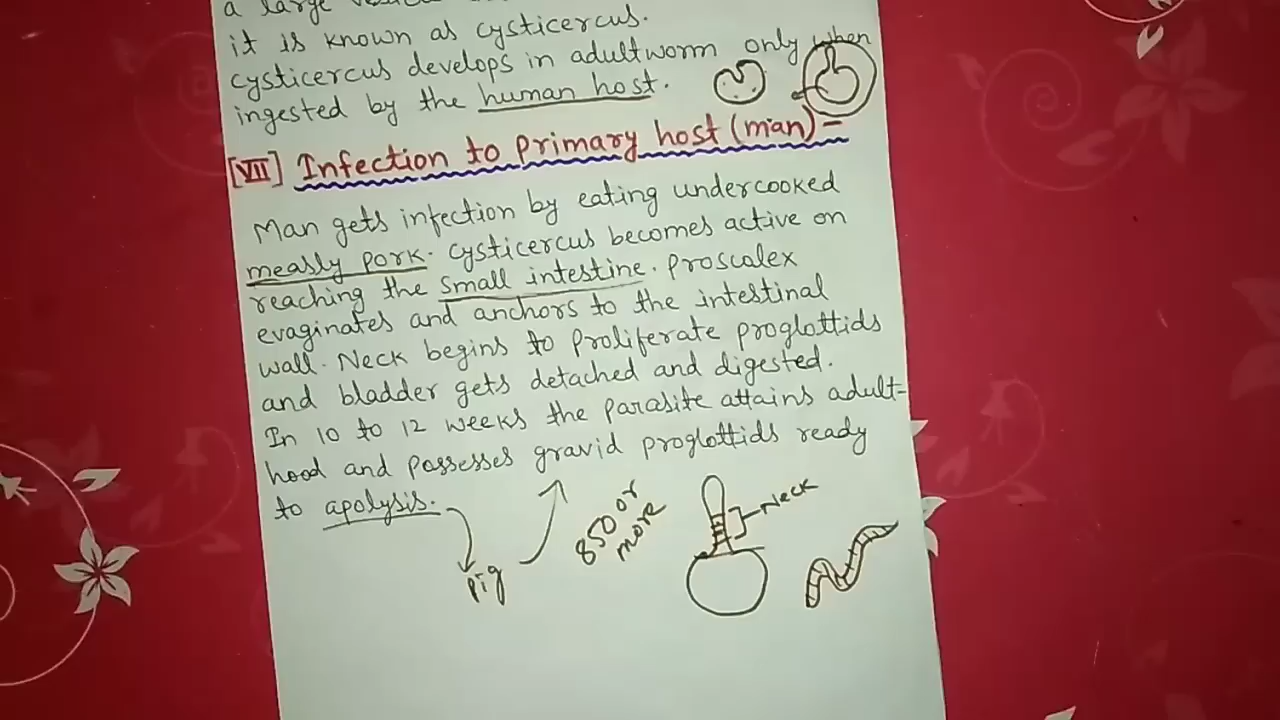 a large
it is known as cysticercus.
cysticercus develops in adultworm only when
ingested by the human host.
[VII] Infection to primary host (man)-
Man gets infection by eating undercooked
measly pork. Cysticercus becomes active on
reaching the small intestine. Proscolex
evaginates and anchors to the intestinal
wall. Neck begins to proliferate proglottids
and bladder gets detached and digested.
In 10 to 12 weeks the parasite attains adult-
hood and possesses gravid proglottids ready
to apolysis.
pig
850 or
more
Neck